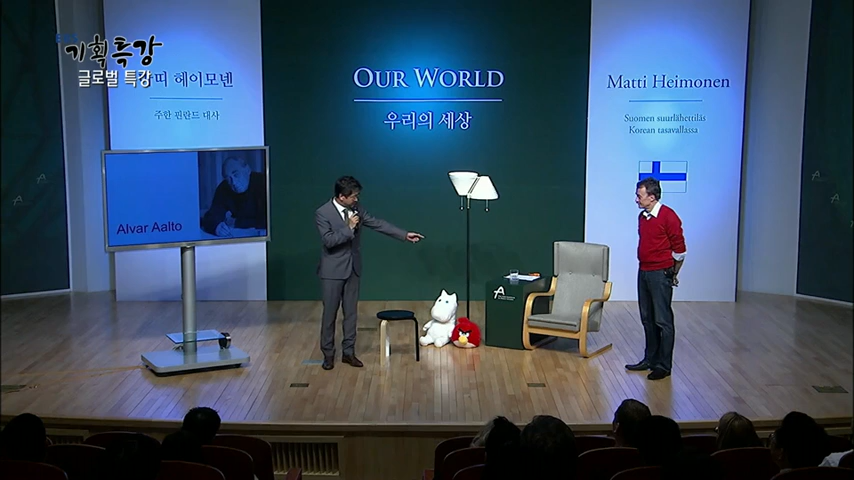 기획특강
글로벌 특강
띠 헤이모넨
주한 핀란드 대사
OUR WORLD
우리의 세상
Matti Heimonen
Suomen suurlähettiläs
Korean tasavallassa
Alvar Aalto